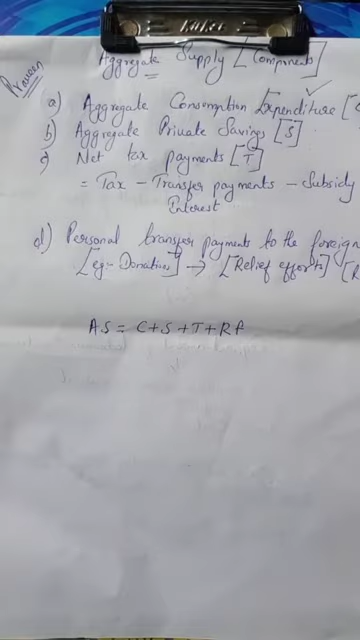 Praveen
Aggregate Supply [Components]
a) Aggregate Consumption Expenditure [C
b) Aggregate Private Savings [S]
c) Net tax payments [T]
= Tax - Transfer payments - Subsidy
Interest
d) Personal transfer payments to the foreign
[eg:- Donations] → [Relief efforts] [R
AS = C+S+T+Rf